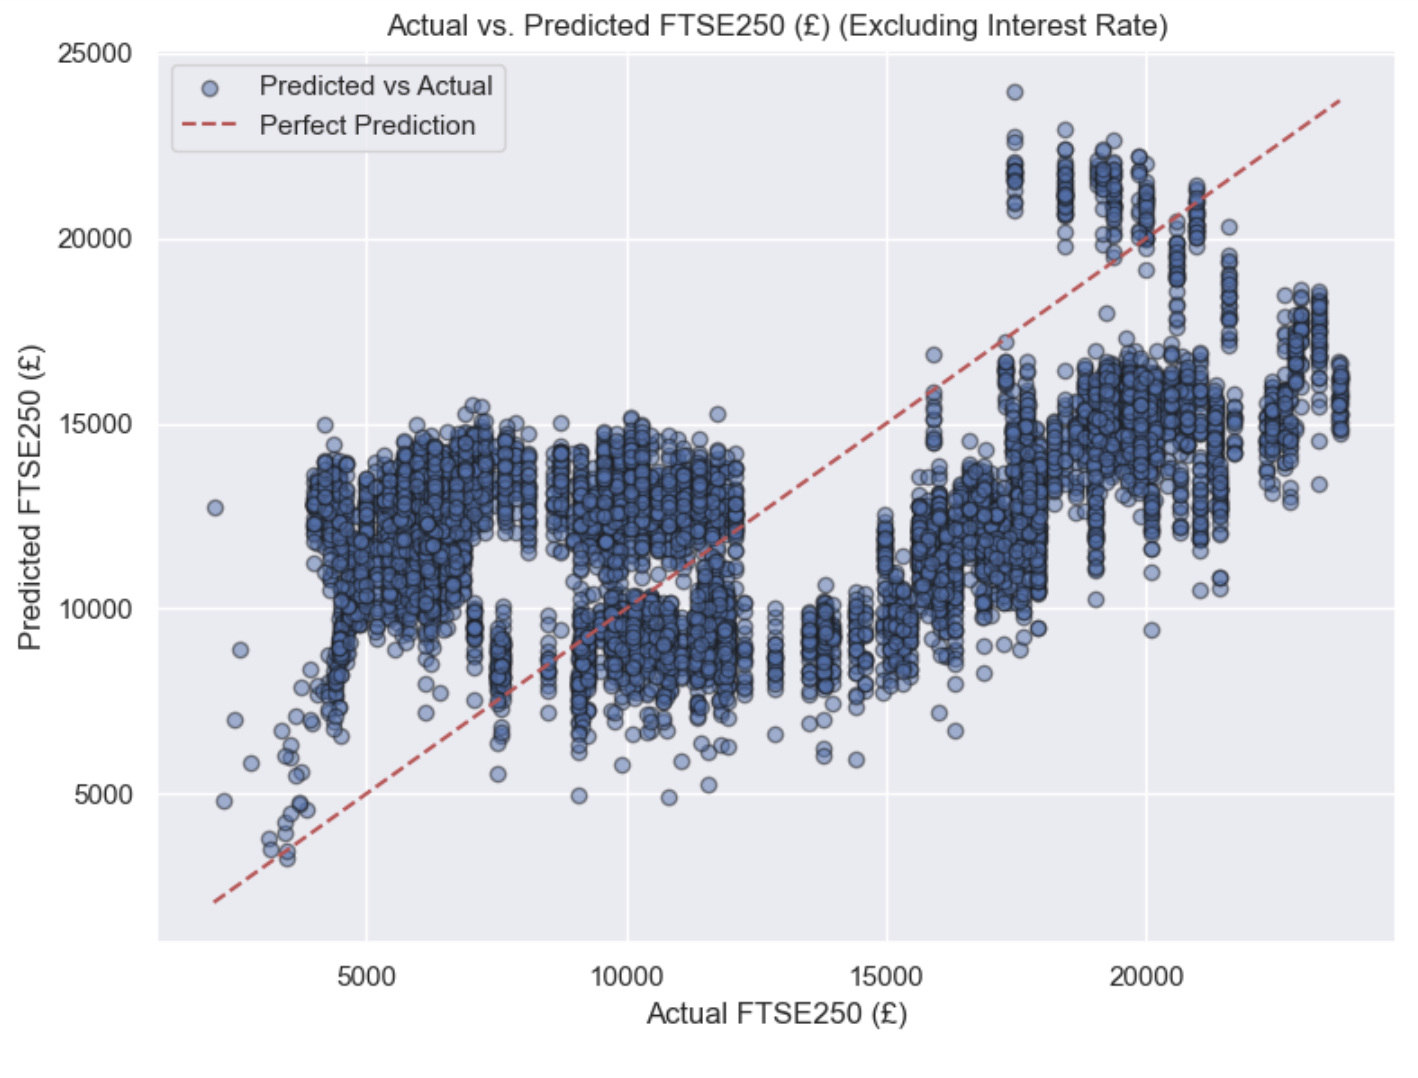 Actual vs. Predicted FTSE250 (£) (Excluding Interest Rate)
Predicted vs Actual
Perfect Prediction
Predicted FTSE250 (£)
25000
20000
15000
10000
5000
5000 10000 15000 20000
Actual FTSE250 (£)